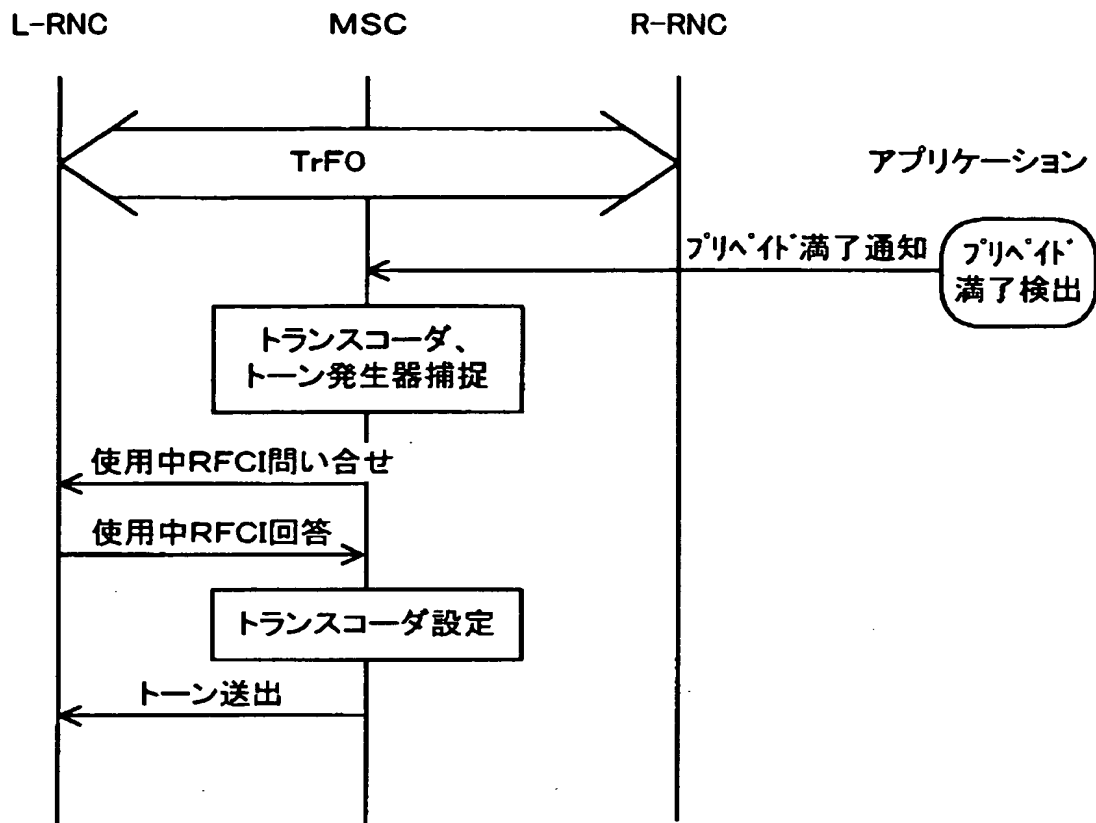 L-RNC MSC R-RNC
TrFO
アプリケーション
プリペイド満了通知
プリペイド
満了検出
トランスコーダ、
トーン発生器捕捉
使用中RFCI問い合せ
使用中RFCI回答
トランスコーダ設定
トーン送出